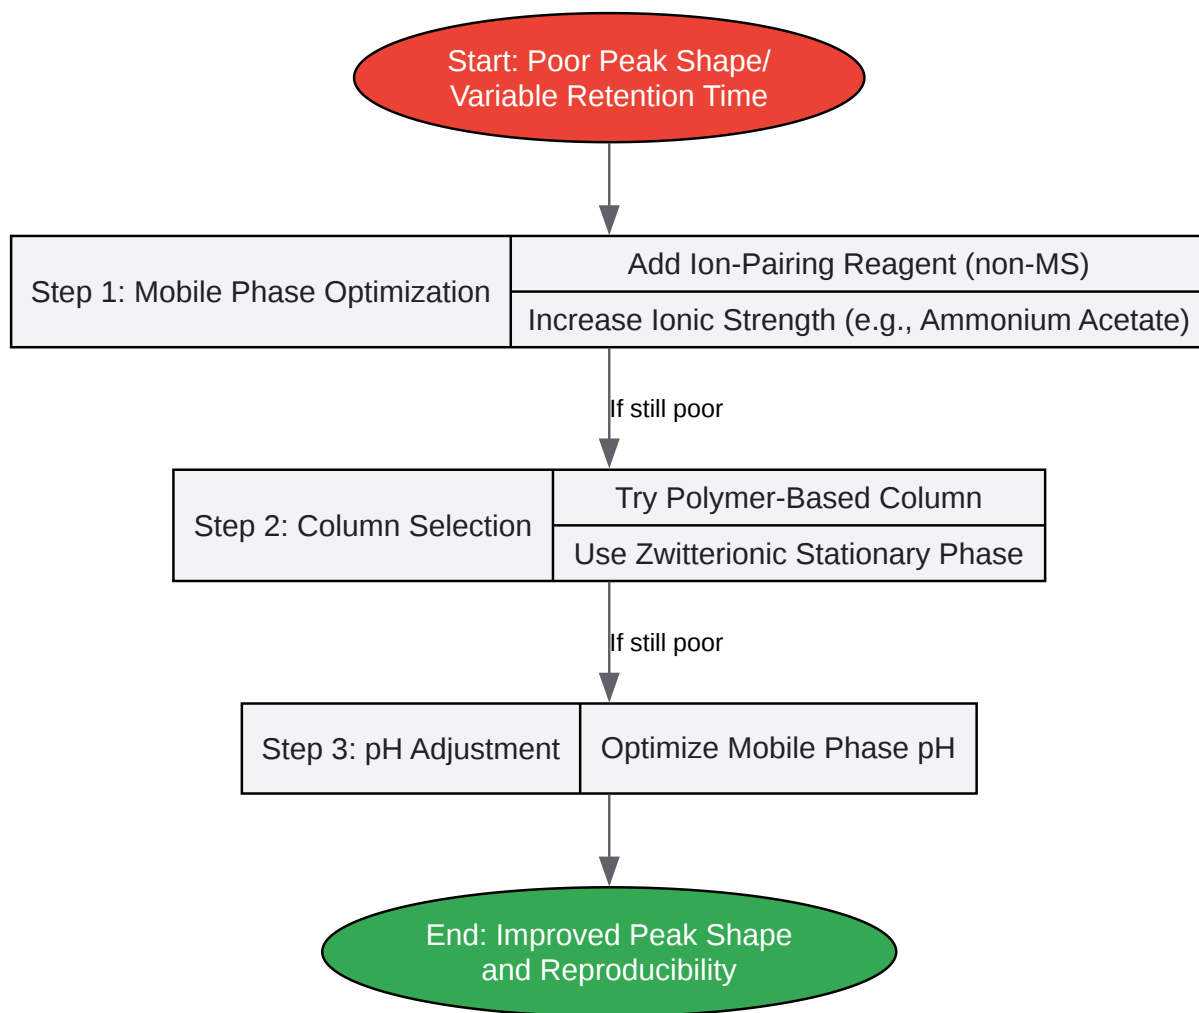 Start: Poor Peak Shape/
Variable Retention Time
Step 1: Mobile Phase Optimization
Add Ion-Pairing Reagent (non-MS)
Increase Ionic Strength (e.g., Ammonium Acetate)
If still poor
Step 2: Column Selection
Try Polymer-Based Column
Use Zwitterionic Stationary Phase
If still poor
Step 3: pH Adjustment
Optimize Mobile Phase pH
End: Improved Peak Shape
and Reproducibility